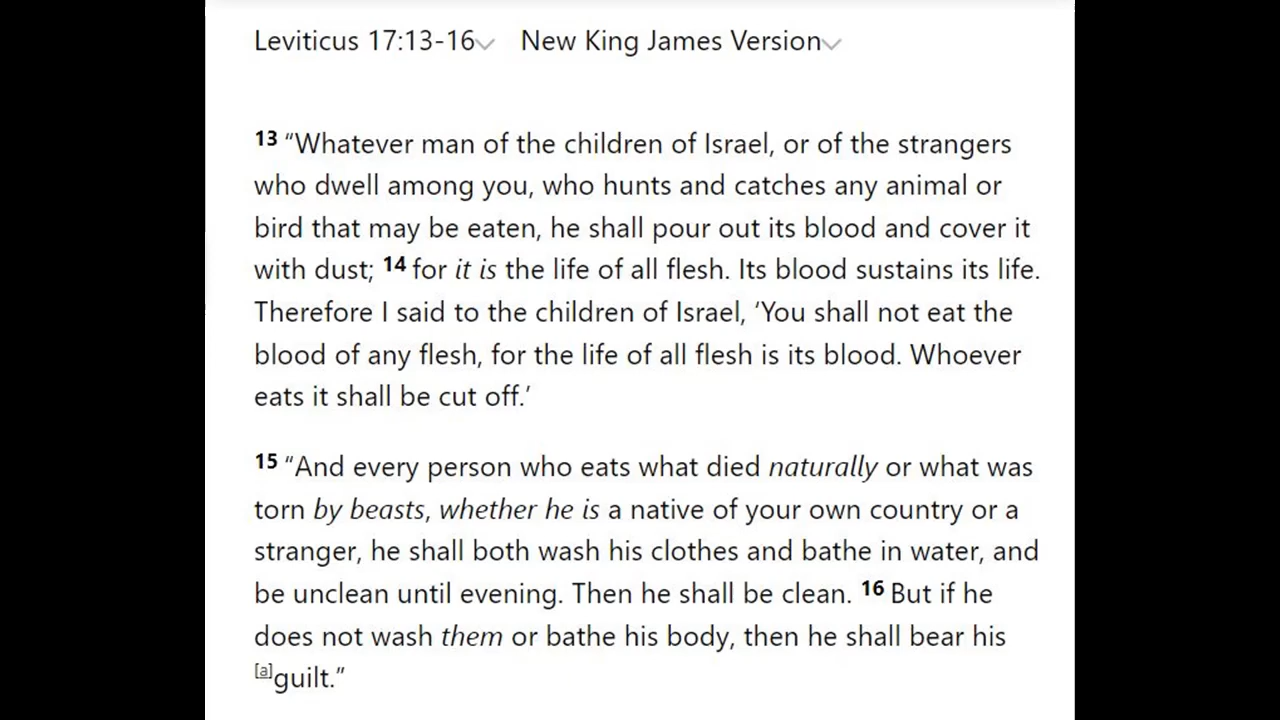 Leviticus 17:13-16 New King James Version
13 “Whatever man of the children of Israel, or of the strangers
who dwell among you, who hunts and catches any animal or
bird that may be eaten, he shall pour out its blood and cover it
with dust; 14 for it is the life of all flesh. Its blood sustains its life.
Therefore I said to the children of Israel, ‘You shall not eat the
blood of any flesh, for the life of all flesh is its blood. Whoever
eats it shall be cut off.’
15 “And every person who eats what died naturally or what was
torn by beasts, whether he is a native of your own country or a
stranger, he shall both wash his clothes and bathe in water, and
be unclean until evening. Then he shall be clean. 16 But if he
does not wash them or bathe his body, then he shall bear his
[a]guilt.”